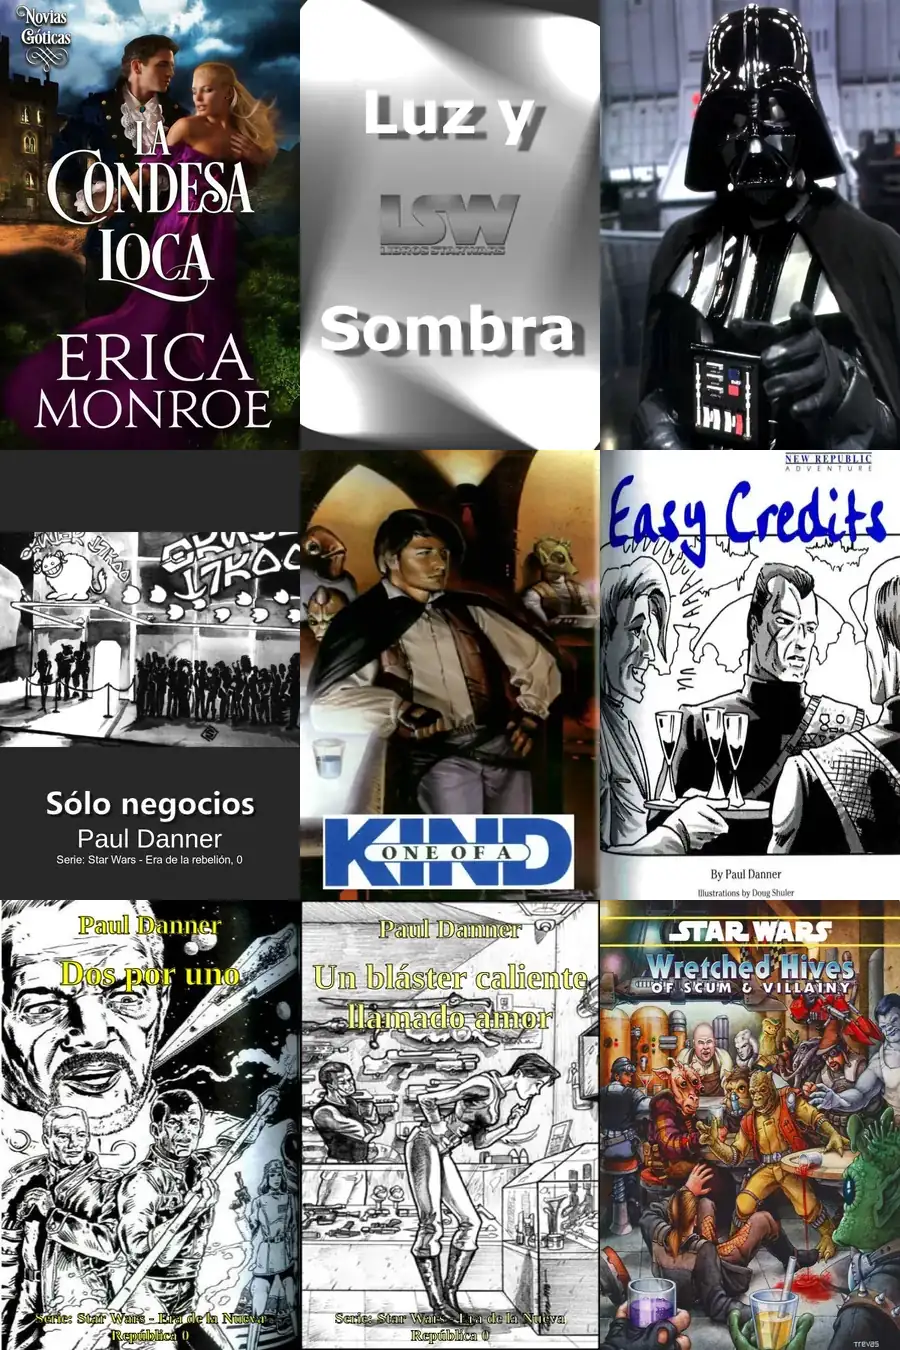 Novias
Góticas
LA
CONDESA
LOCA
ERICA
MONROE
Luz y
LSW
LIBROS STAR WARS
Sombra
Sólo negocios
Paul Danner
Serie: Star Wars - Era de la rebelión, 0
KIND
ONE OF A
NEW REPUBLIC
ADVENTURE
Easy Credits
By Paul Danner
Illustrations by Doug Shuler
Paul Danner
Dos por uno
Serie: Star Wars - Era de la Nueva
República 0
Paul Danner
Un bláster caliente
llamado amor
Serie: Star Wars - Era de la Nueva
República 0
STAR WARS
Wretched Hives
OF SCUM & VILLAINY
TREVAS